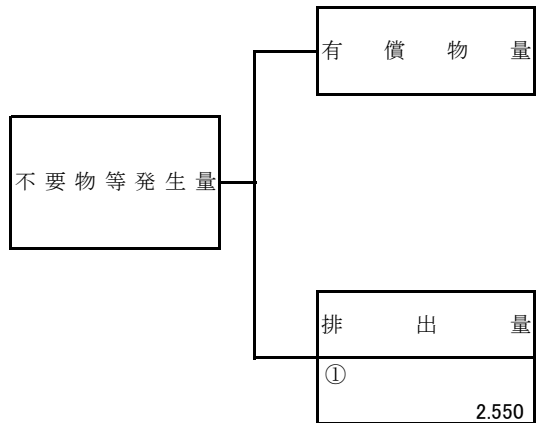 有償物量
不要物等発生量
排出量
①
2.550